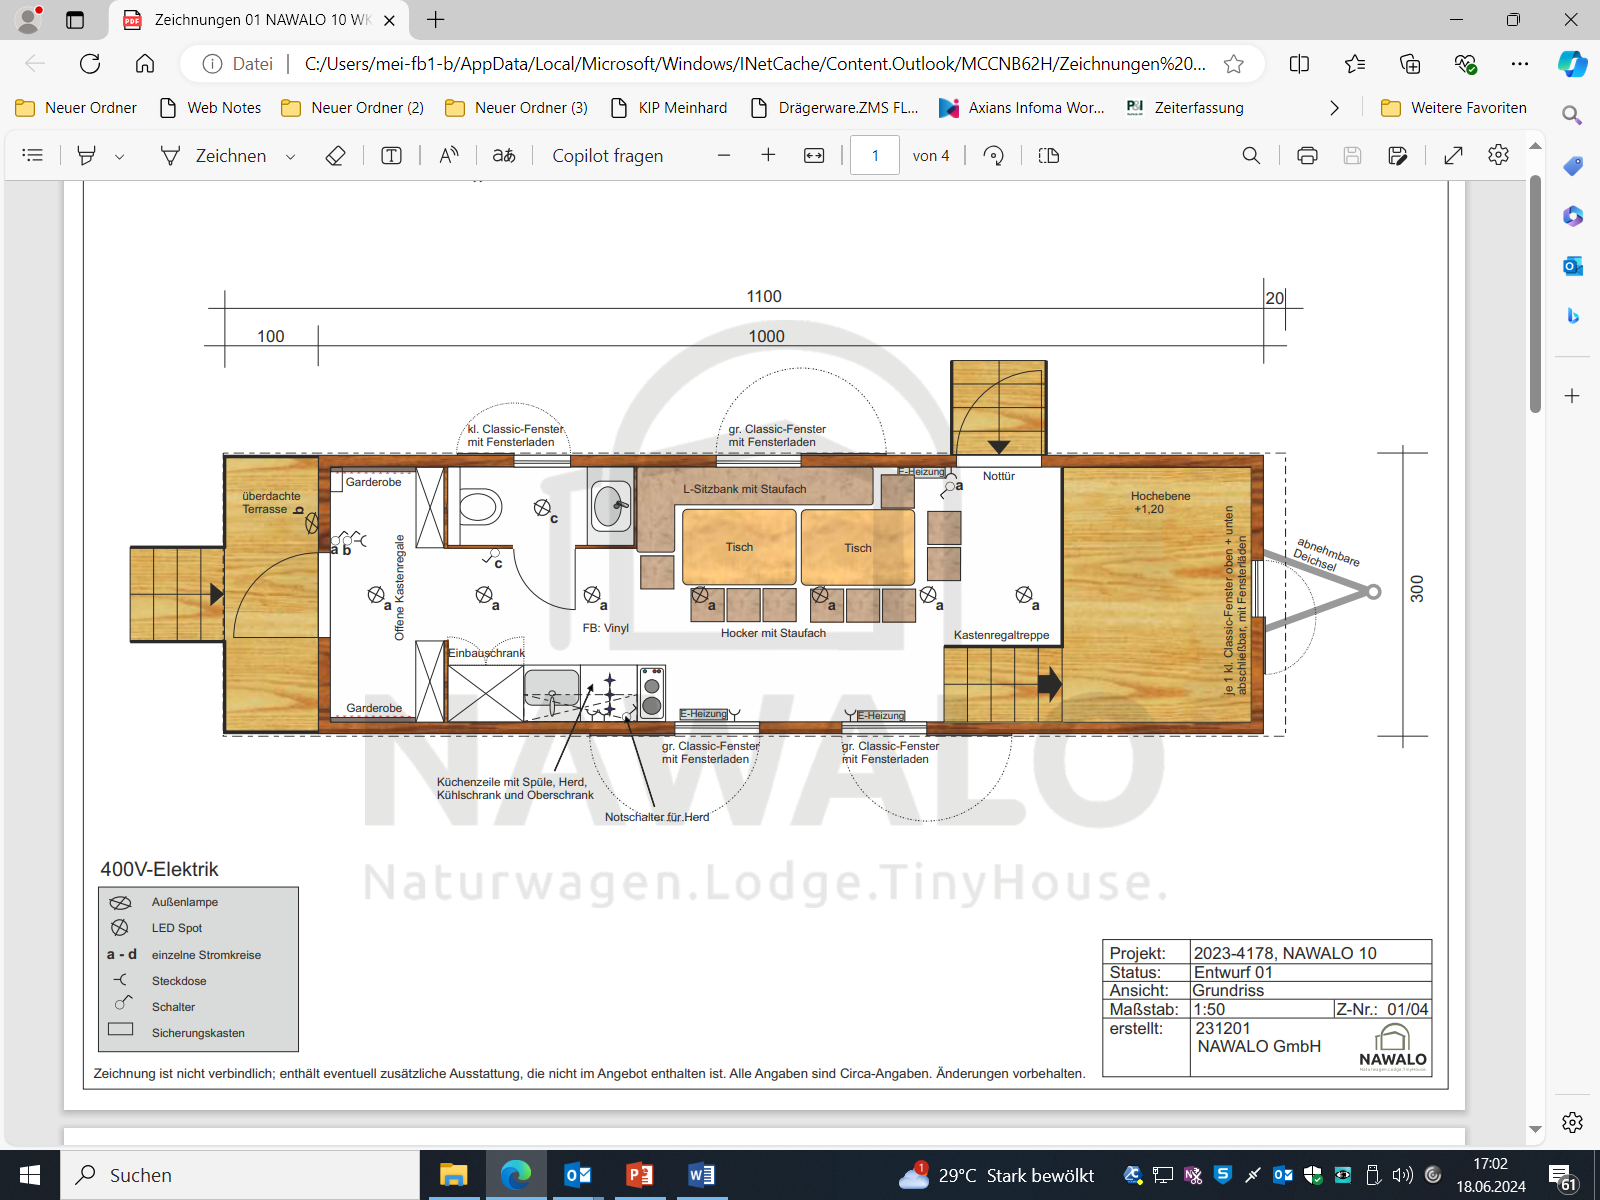 Zeichnungen 01 NAWALO 10 WK
Datei
C:/Users/mei-fb1-b/AppData/Local/Microsoft/Windows/INetCache/Content.Outlook/MCCNB62H/Zeichnungen%20...
Neuer Ordner
Web Notes
Neuer Ordner (2)
Neuer Ordner (3)
KIP Meinhard
Drägerware.ZMS FL...
Axians Infoma Wor...
P&I
Zeiterfassung
Weitere Favoriten
Zeichnen
Copilot fragen
1
von 4
1100
20
100
1000
kl. Classic-Fenster
mit Fensterladen
gr. Classic-Fenster
mit Fensterladen
E-Heizung
Nottür
a
Garderobe
L-Sitzbank mit Staufach
überdachte
Terrasse
b
c
Hochebene
+1,20
a b
Offene Kastenregale
c
Tisch
Tisch
je 1 kl. Classic-Fenster oben + unten
abschließbar, mit Fensterläden
abnehmbare
Deichsel
300
a
a
a
a
a
a
a
FB: Vinyl
Hocker mit Staufach
Kastenregaltreppe
Einbauschrank
Garderobe
E-Heizung
E-Heizung
gr. Classic-Fenster
mit Fensterladen
gr. Classic-Fenster
mit Fensterladen
Küchenzeile mit Spüle, Herd,
Kühlschrank und Oberschrank
Notschalter für Herd
NAWALO
Naturwagen.Lodge.TinyHouse.
400V-Elektrik
Außenlampe
LED Spot
a - d einzelne Stromkreise
Steckdose
Schalter
Sicherungskasten
Projekt: 2023-4178, NAWALO 10
Status: Entwurf 01
Ansicht: Grundriss
Maßstab: 1:50 Z-Nr.: 01/04
erstellt: 231201
NAWALO GmbH
NAWALO
Naturwagen.Lodge.TinyHouse.
Zeichnung ist nicht verbindlich; enthält eventuell zusätzliche Ausstattung, die nicht im Angebot enthalten ist. Alle Angaben sind Circa-Angaben. Änderungen vorbehalten.
Suchen
1
29°C Stark bewölkt
17:02
18.06.2024
61